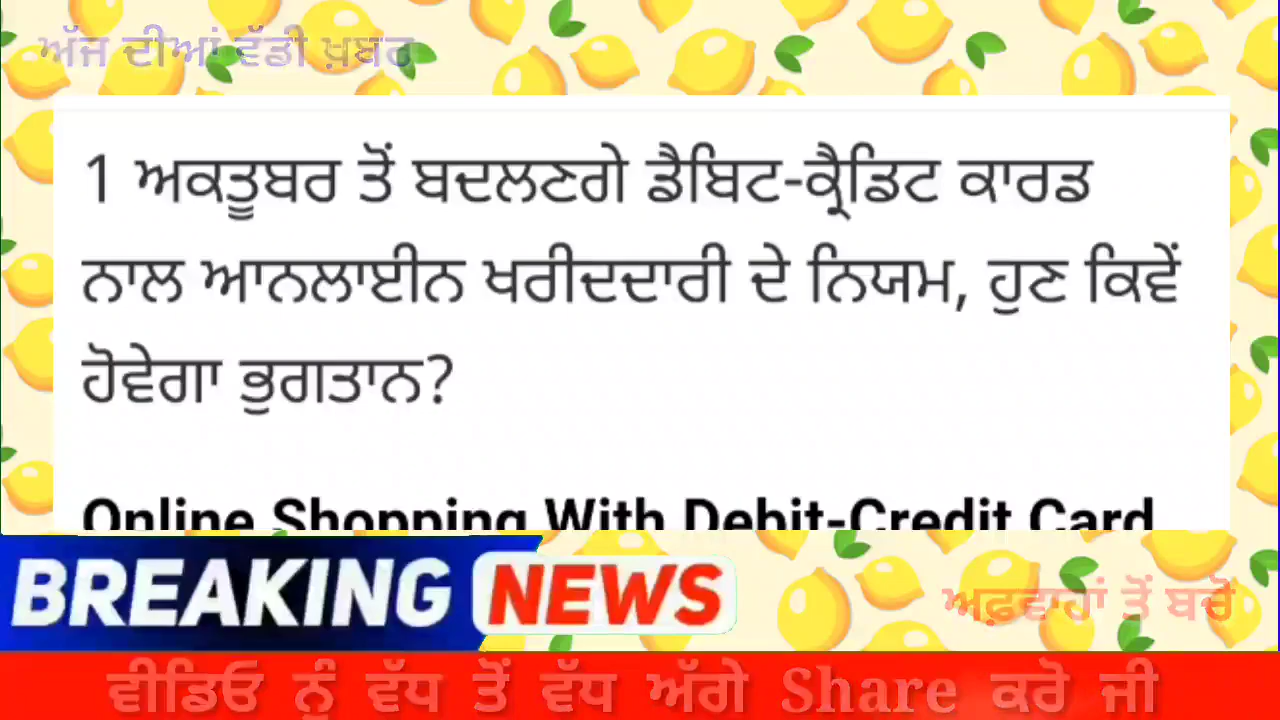 ਅੱਜ ਦੀਆਂ ਵੱਡੀ ਖ਼ਬਰ
1 ਅਕਤੂਬਰ ਤੋਂ ਬਦਲਣਗੇ ਡੈਬਿਟ-ਕ੍ਰੈਡਿਟ ਕਾਰਡ
ਨਾਲ ਆਨਲਾਈਨ ਖਰੀਦਦਾਰੀ ਦੇ ਨਿਯਮ, ਹੁਣ ਕਿਵੇਂ
ਹੋਵੇਗਾ ਭੁਗਤਾਨ?
Online Shopping With Debit-Credit Card
BREAKING NEWS
ਅਫ਼ਵਾਹਾਂ ਤੋਂ ਬਚੋ
ਵੀਡਿਓ ਨੂੰ ਵੱਧ ਤੋਂ ਵੱਧ ਅੱਗੇ Share ਕਰੋ ਜੀ